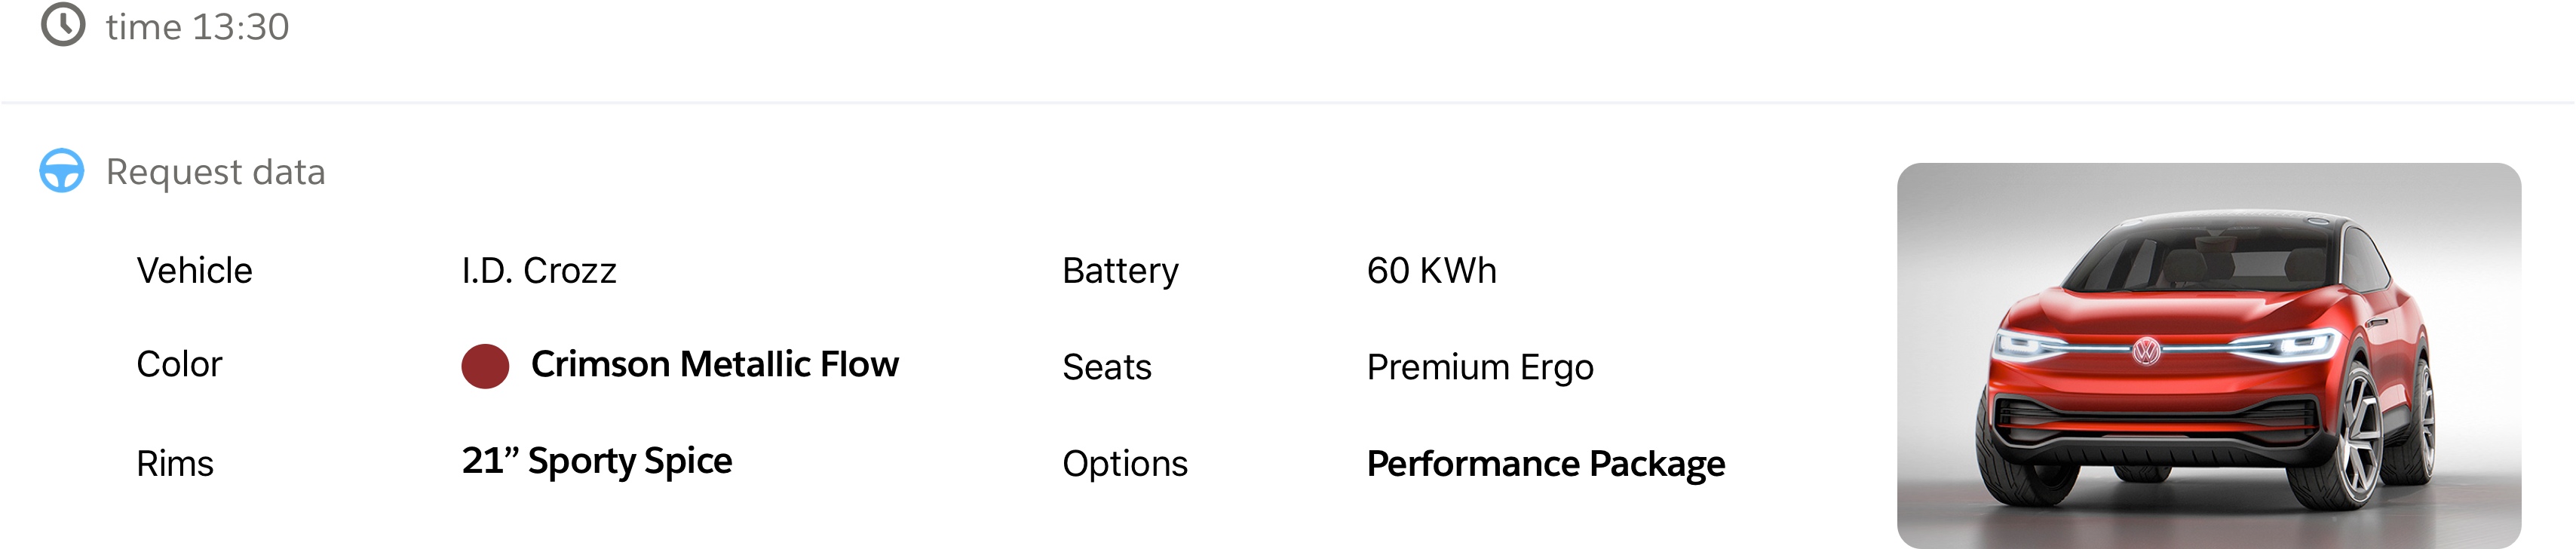 time 13:30
Request data
Vehicle I.D. Crozz Battery 60 KWh
Color Crimson Metallic Flow Seats Premium Ergo
Rims 21” Sporty Spice Options Performance Package